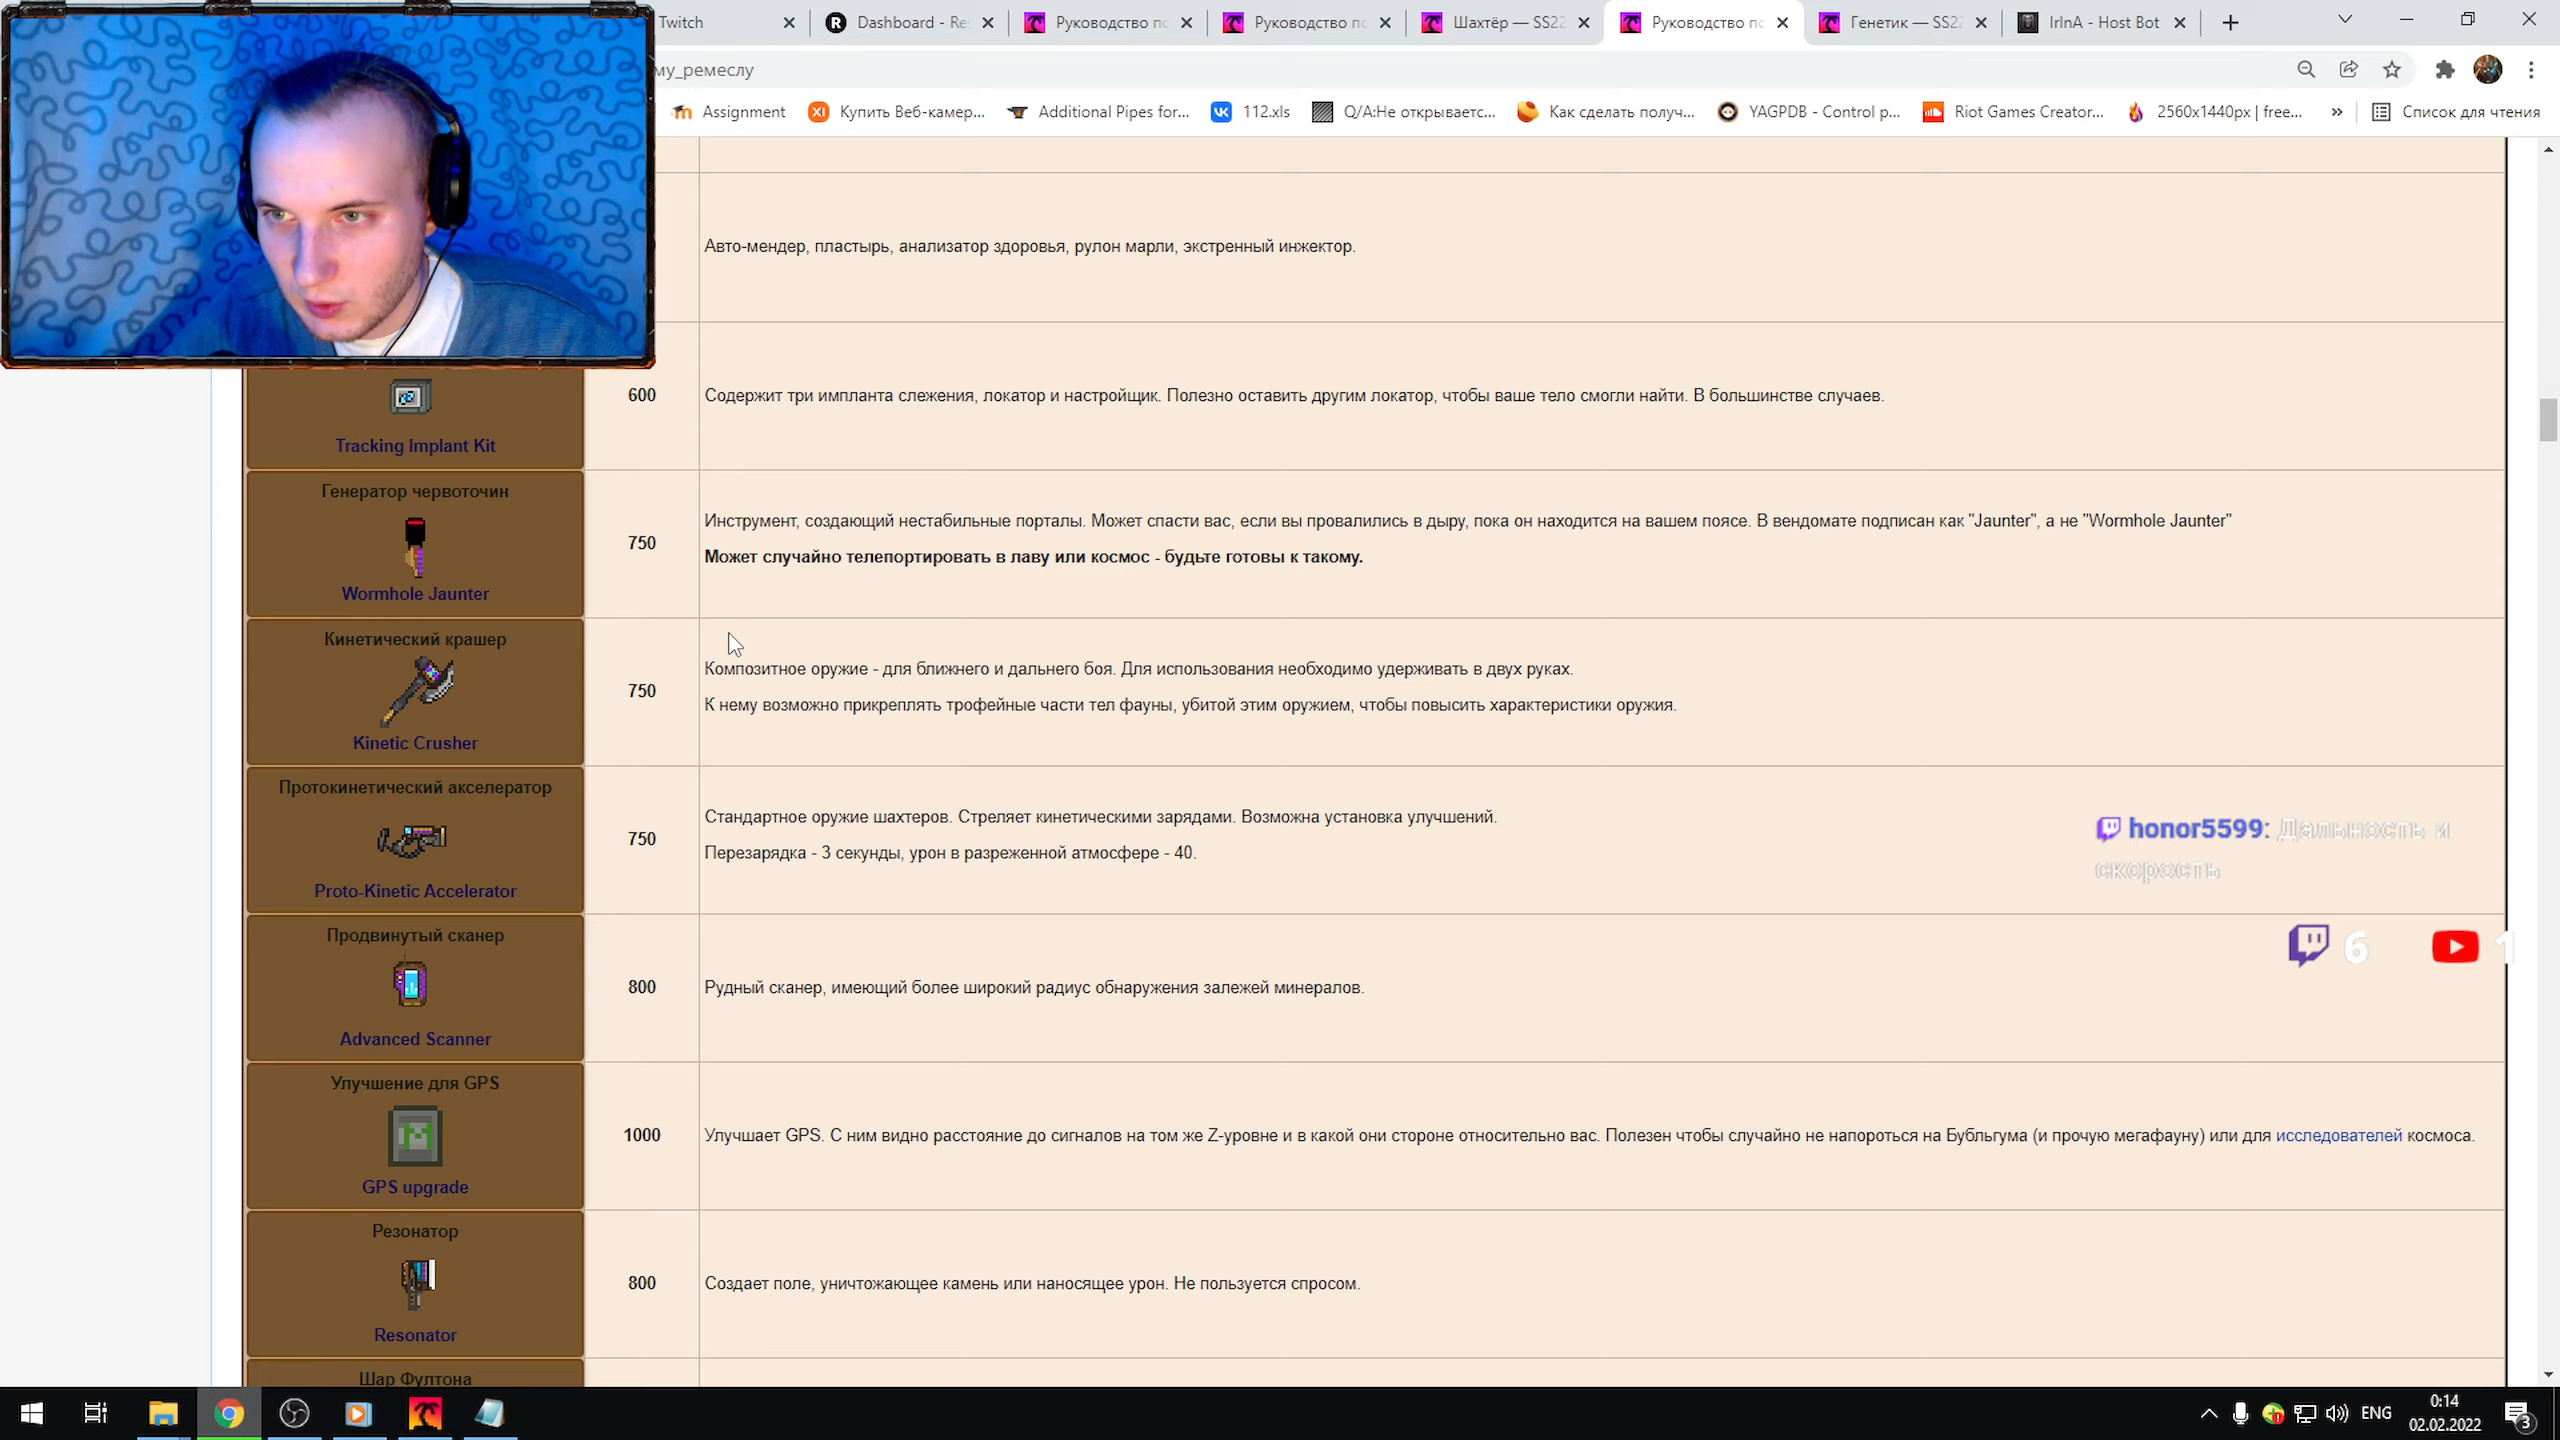 Twitch
Dashboard - Re
Руководство по
Руководство по
Шахтёр — SS22
Руководство по
Генетик — SS22
IrInA - Host Bot
му_ремеслу
Assignment
Купить Веб-камер...
Additional Pipes for...
112.xls
Q/A:Не открывается...
Как сделать получ...
YAGPDB - Control p...
Riot Games Creator...
2560x1440px | free...
»
Список для чтения
Авто-мендер, пластырь, анализатор здоровья, рулон марли, экстренный инжектор.
Tracking Implant Kit
600
Содержит три импланта слежения, локатор и настройщик. Полезно оставить другим локатор, чтобы ваше тело смогли найти. В большинстве случаев.
Генератор червоточин
Wormhole Jaunter
750
Инструмент, создающий нестабильные порталы. Может спасти вас, если вы провалились в дыру, пока он находится на вашем поясе. В вендомате подписан как "Jaunter", а не "Wormhole Jaunter"
Может случайно телепортировать в лаву или космос - будьте готовы к такому.
Кинетический крашер
Kinetic Crusher
750
Композитное оружие - для ближнего и дальнего боя. Для использования необходимо удерживать в двух руках.
К нему возможно прикреплять трофейные части тел фауны, убитой этим оружием, чтобы повысить характеристики оружия.
Протокинетический акселератор
Proto-Kinetic Accelerator
750
Стандартное оружие шахтеров. Стреляет кинетическими зарядами. Возможна установка улучшений.
Перезарядка - 3 секунды, урон в разреженной атмосфере - 40.
honor5599: Дальность и
скорость
6
1
Продвинутый сканер
Advanced Scanner
800
Рудный сканер, имеющий более широкий радиус обнаружения залежей минералов.
Улучшение для GPS
GPS upgrade
1000
Улучшает GPS. С ним видно расстояние до сигналов на том же Z-уровне и в какой они стороне относительно вас. Полезен чтобы случайно не напороться на Бубльгума (и прочую мегафауну) или для исследователей космоса.
Резонатор
Resonator
800
Создает поле, уничтожающее камень или наносящее урон. Не пользуется спросом.
Шар Фултона
ENG
0:14
02.02.2022
3